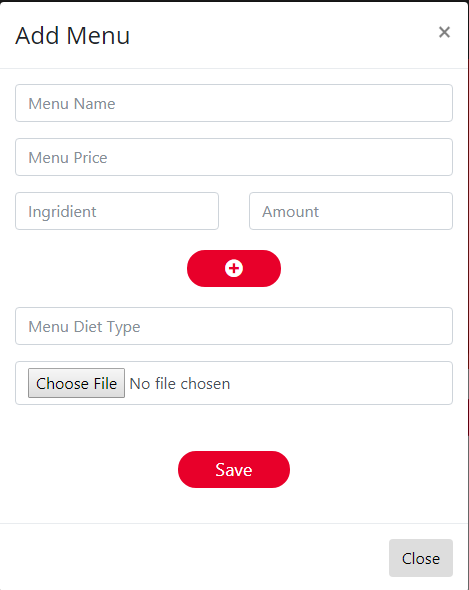 Add Menu ×
Menu Name
Menu Price
Ingridient Amount
Menu Diet Type
Choose File No file chosen
Save
Close